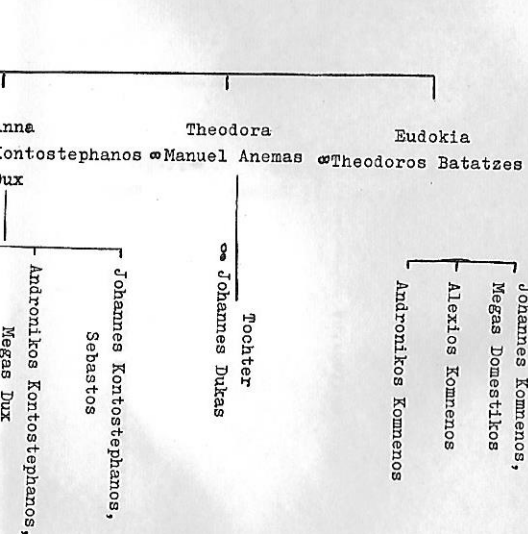 nna
Theodora
Eudokia
ontostephanos ∞Manuel Anemas ∞Theodoros Batatzes
Dux
Andronikos Kontostephanos,
Megas Dux
Johannes Kontostephanos,
Sebastos
Tochter
∞ Johannes Dukas
Andronikos Komnenos
Alexios Komnenos
Johannes Komnenos,
Megas Domestikos